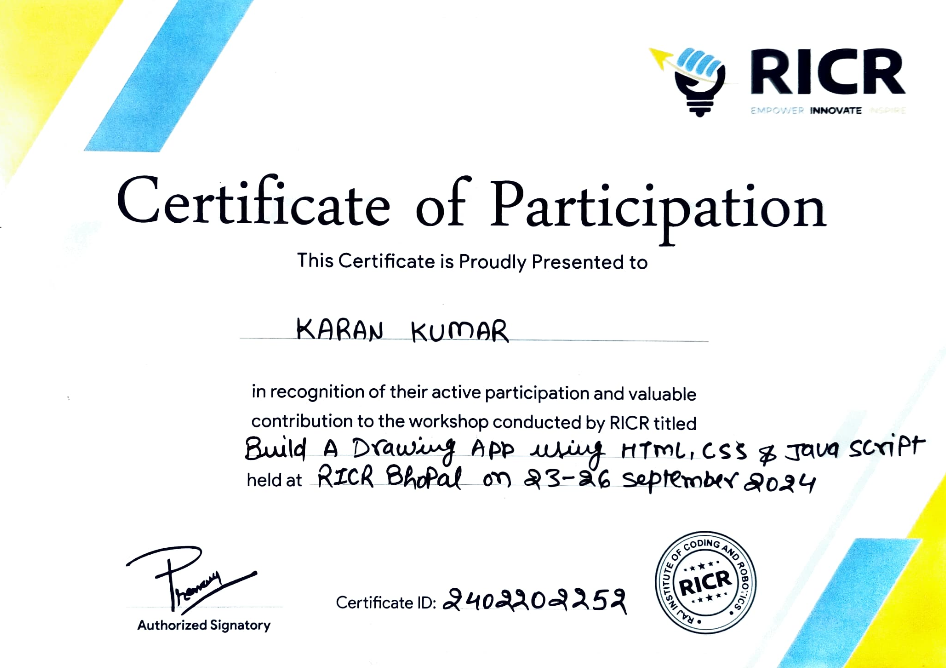 RICR
EMPOWER INNOVATE INSPIRE
Certificate of Participation
This Certificate is Proudly Presented to
KARAN KUMAR
in recognition of their active participation and valuable
contribution to the workshop conducted by RICR titled
Build A Drawing App using HTML, CSS & Java Script
held at RICR Bhopal on 23-26 September 2024
Authorized Signatory
Certificate ID: 2402202252
RAJ INSTITUTE OF CODING AND ROBOTICS
RICR